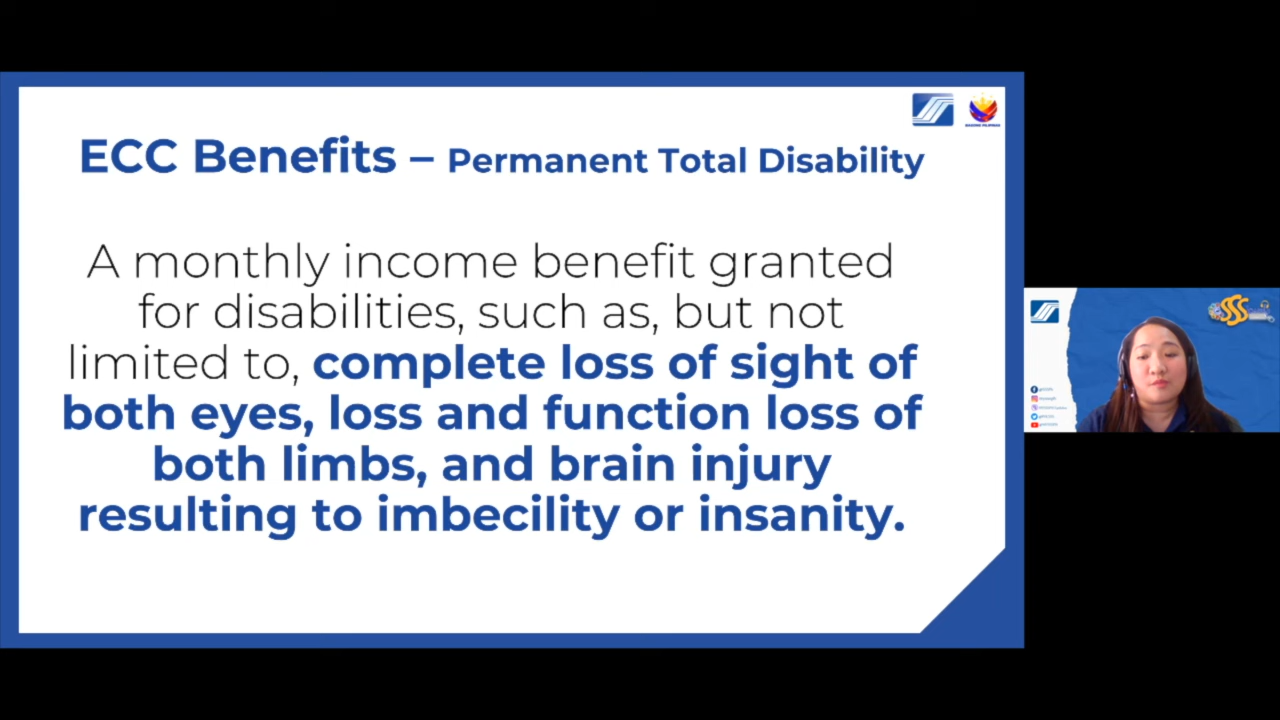 ECC Benefits – Permanent Total Disability
A monthly income benefit granted
for disabilities, such as, but not
limited to, complete loss of sight of
both eyes, loss and function loss of
both limbs, and brain injury
resulting to imbecility or insanity.
SSS